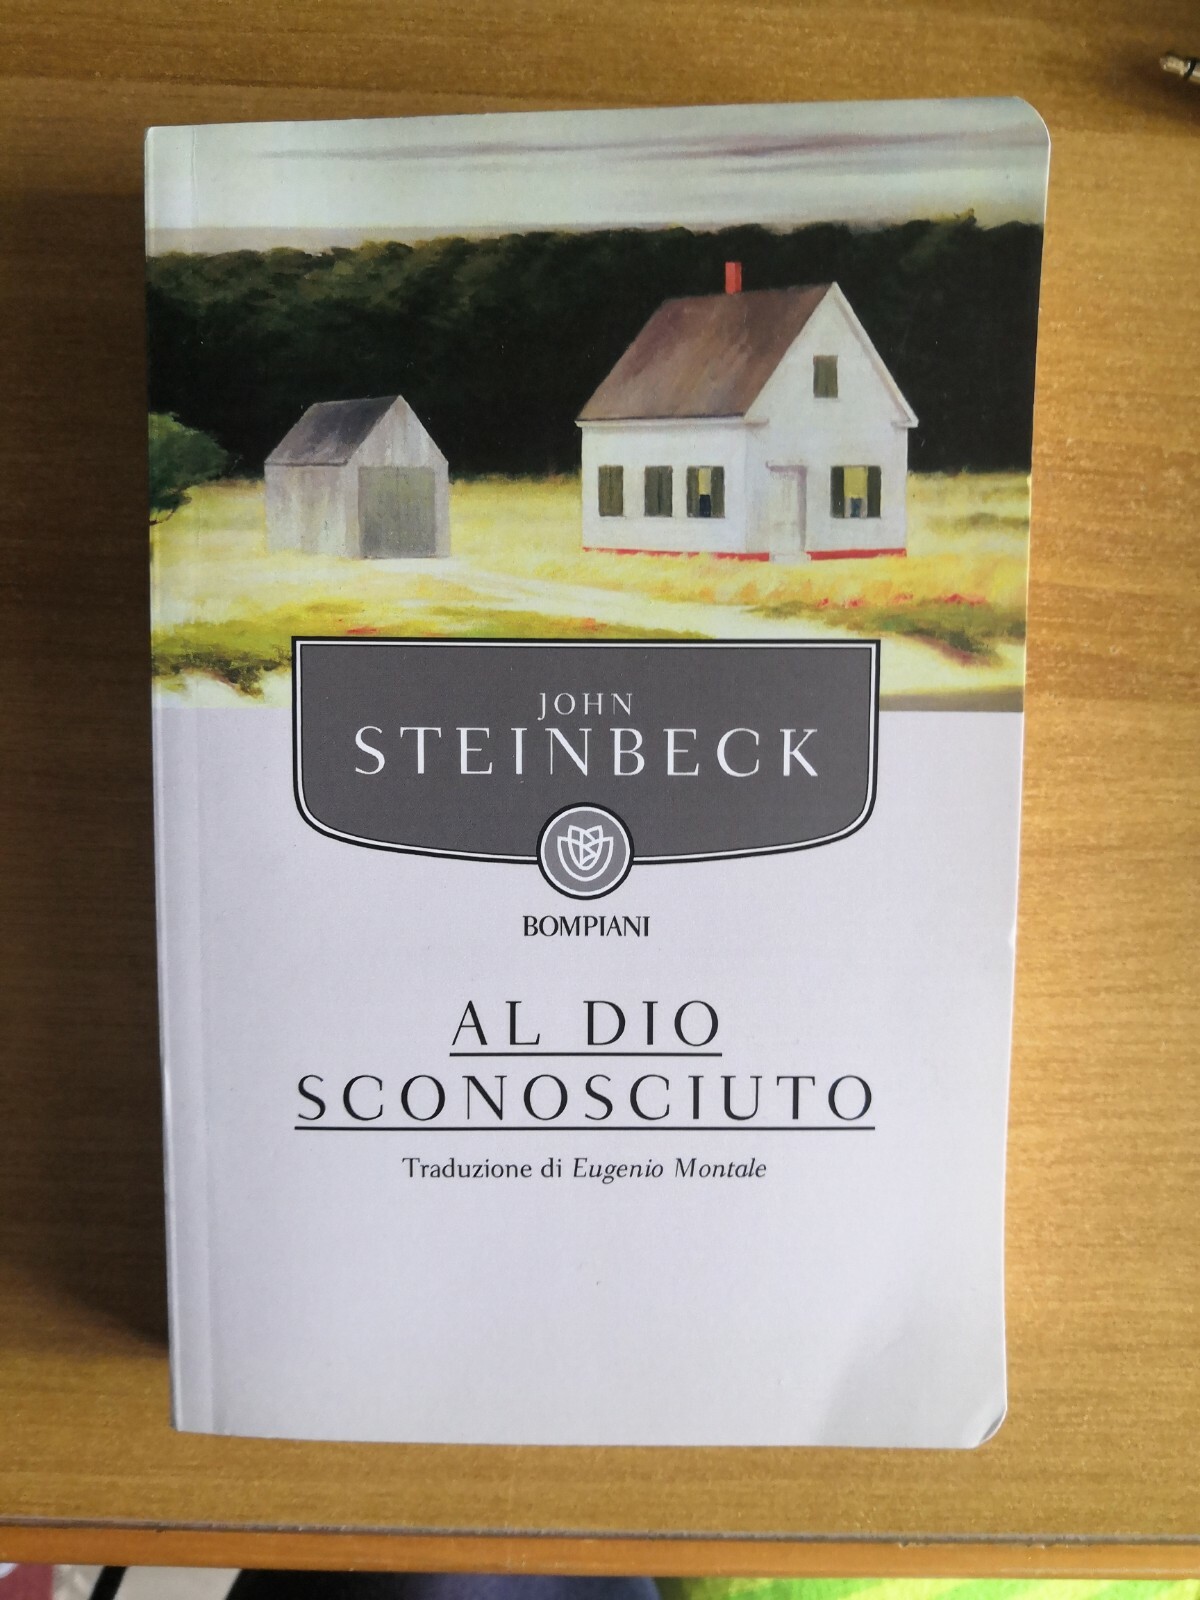 JOHN
STEINBECK
BOMPIANI
AL DIO
SCONOSCIUTO
Traduzione di Eugenio Montale